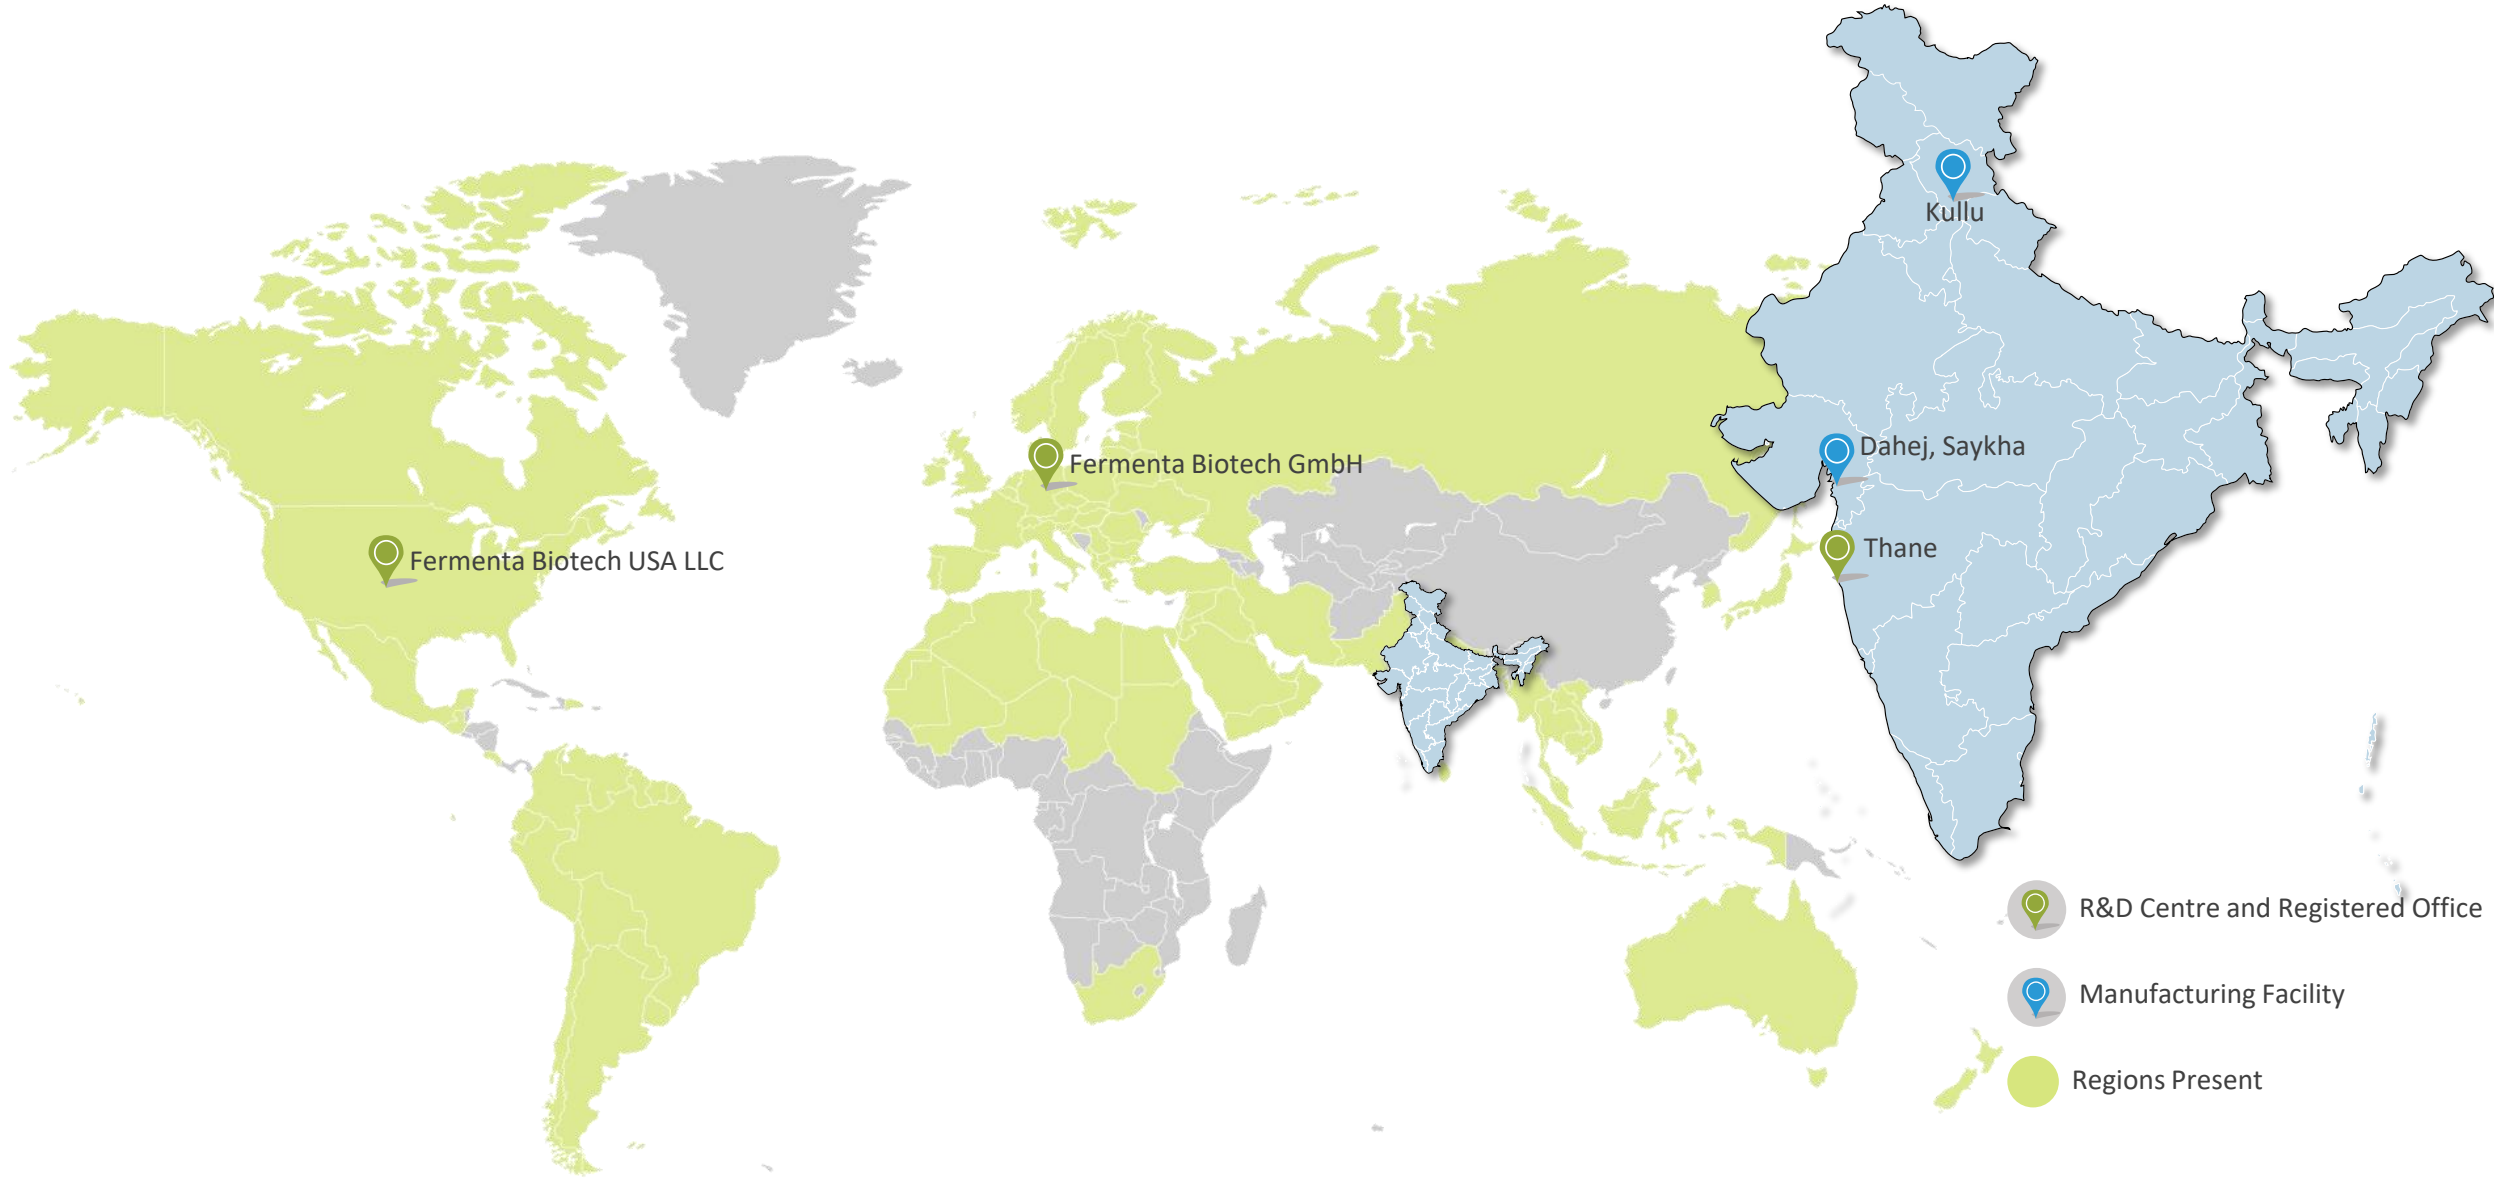 Kullu
Dahej, Saykha
Fermenta Biotech GmbH
Thane
Fermenta Biotech USA LLC
R&D Centre and Registered Office
Manufacturing Facility
Regions Present